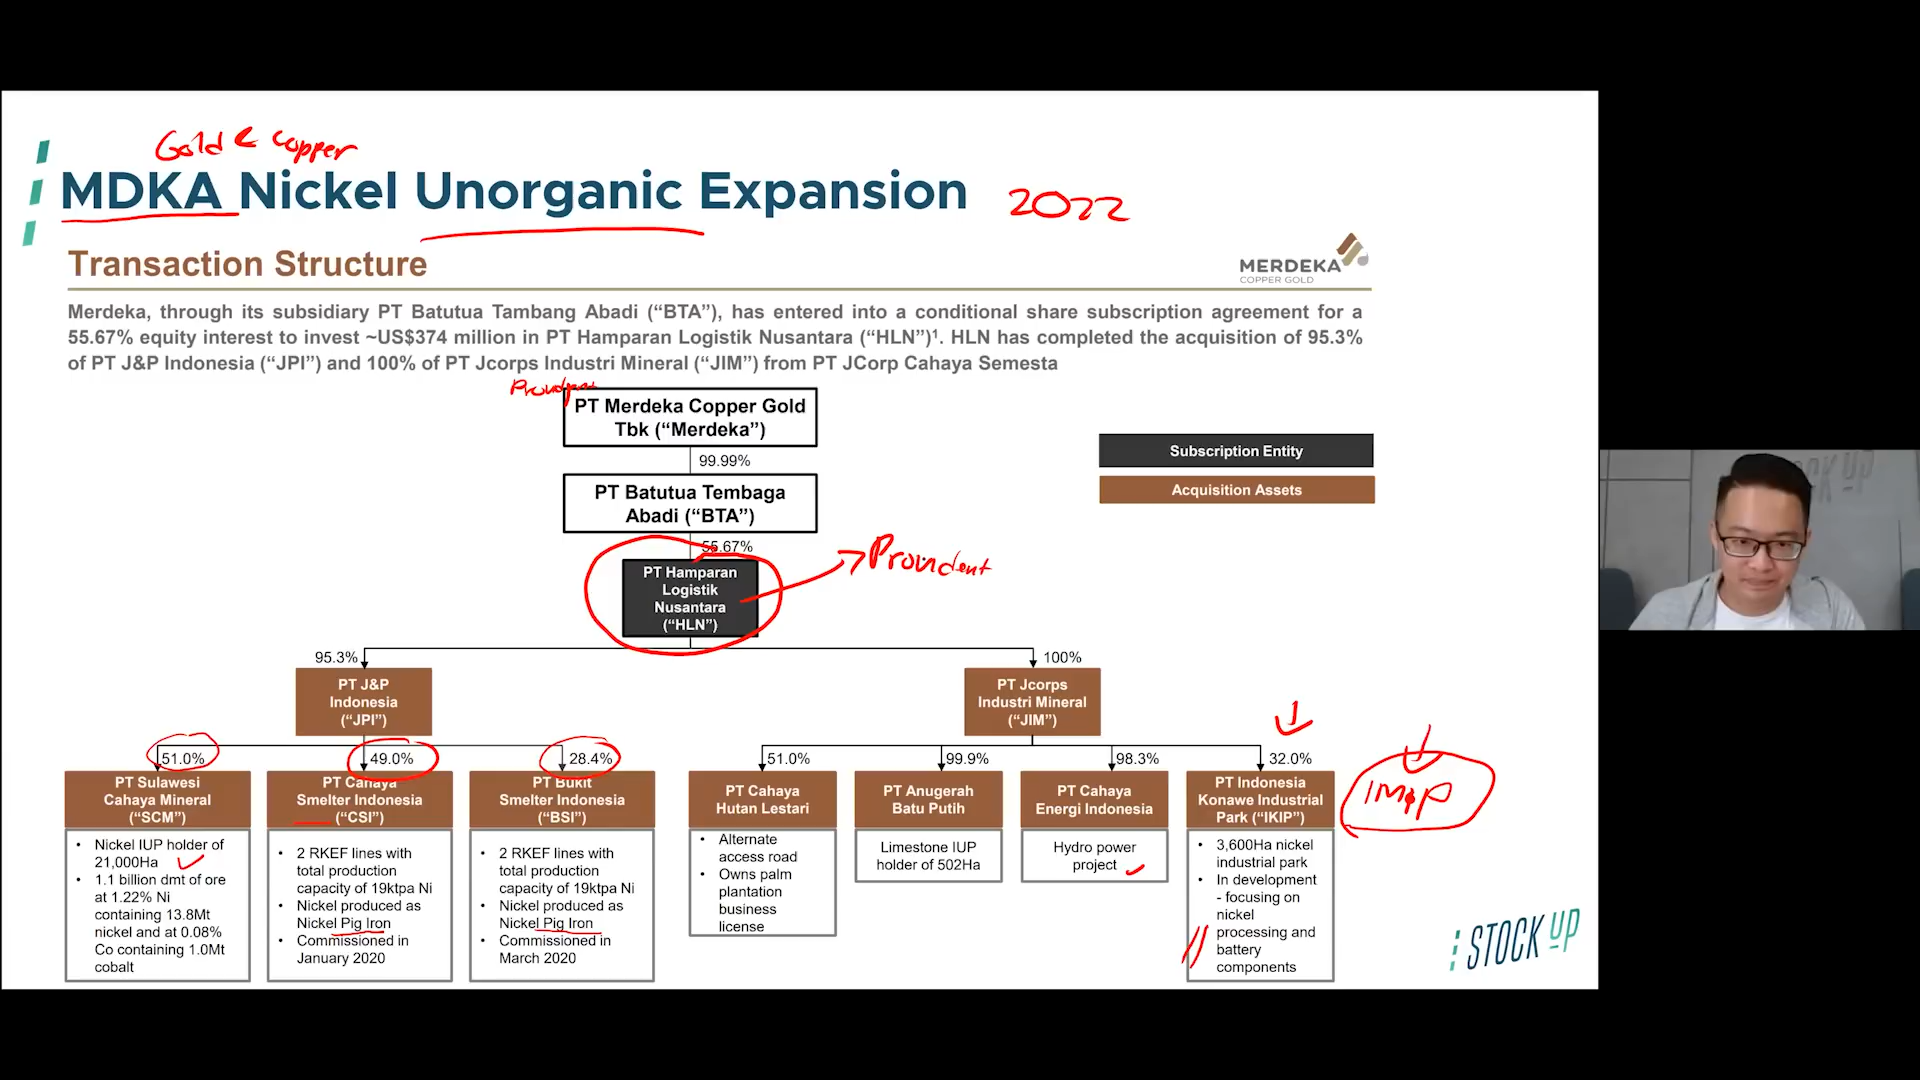 Gold & Copper
MDKA Nickel Unorganic Expansion
2022
Transaction Structure
MERDEKA
COPPER GOLD
Merdeka, through its subsidiary PT Batutua Tambang Abadi (“BTA”), has entered into a conditional share subscription agreement for a
55.67% equity interest to invest ~US$374 million in PT Hamparan Logistik Nusantara (“HLN”)¹. HLN has completed the acquisition of 95.3%
of PT J&P Indonesia (“JPI”) and 100% of PT Jcorps Industri Mineral (“JIM”) from PT JCorp Cahaya Semesta
PT Merdeka Copper Gold
Tbk (“Merdeka”)
99.99%
PT Batutua Tembaga
Abadi (“BTA”)
55.67%
PT Hamparan
Logistik
Nusantara
(“HLN”)
Provident
Subscription Entity
Acquisition Assets
95.3%
PT J&P
Indonesia
(“JPI”)
100%
PT Jcorps
Industri Mineral
(“JIM”)
51.0%
PT Sulawesi
Cahaya Mineral
(“SCM”)
• Nickel IUP holder of
21,000Ha
• 1.1 billion dmt of ore
at 1.22% Ni
containing 13.8Mt
nickel and at 0.08%
Co containing 1.0Mt
cobalt
49.0%
PT Cahaya
Smelter Indonesia
(“CSI”)
• 2 RKEF lines with
total production
capacity of 19ktpa Ni
• Nickel produced as
Nickel Pig Iron
• Commissioned in
January 2020
28.4%
PT Bukit
Smelter Indonesia
(“BSI”)
• 2 RKEF lines with
total production
capacity of 19ktpa Ni
• Nickel produced as
Nickel Pig Iron
• Commissioned in
March 2020
51.0%
PT Cahaya
Hutan Lestari
• Alternate
access road
• Owns palm
plantation
business
license
99.9%
PT Anugerah
Batu Putih
Limestone IUP
holder of 502Ha
98.3%
PT Cahaya
Energi Indonesia
Hydro power
project
32.0%
PT Indonesia
Konawe Industrial
Park (“IKIP”)
• 3,600Ha nickel
industrial park
• In development
- focusing on
nickel
processing and
battery
components
IMIP
STOCK UP